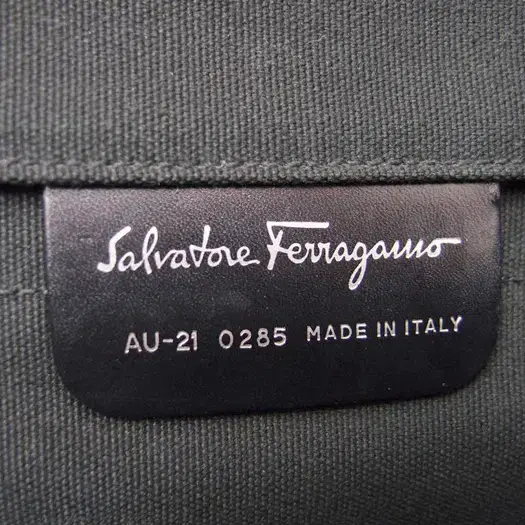 Salvatore Ferragamo
AU-21 0285 MADE IN ITALY